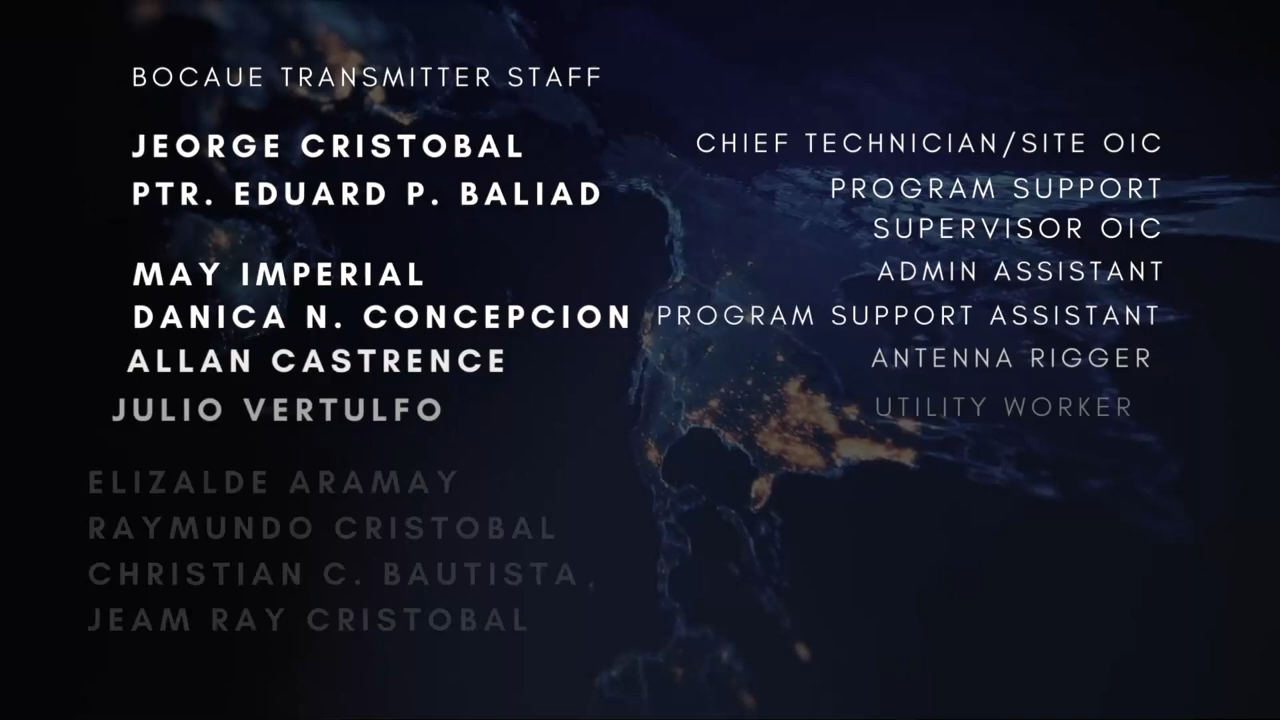 BOCAUE TRANSMITTER STAFF
JEORGE CRISTOBAL CHIEF TECHNICIAN/SITE OIC
PTR. EDUARD P. BALIAD PROGRAM SUPPORT
SUPERVISOR OIC
MAY IMPERIAL ADMIN ASSISTANT
DANICA N. CONCEPCION PROGRAM SUPPORT ASSISTANT
ALLAN CASTRENCE ANTENNA RIGGER
JULIO VERTULFO UTILITY WORKER
ELIZALDE ARAMAY
RAYMUNDO CRISTOBAL
CHRISTIAN C. BAUTISTA,
JEAM RAY CRISTOBAL